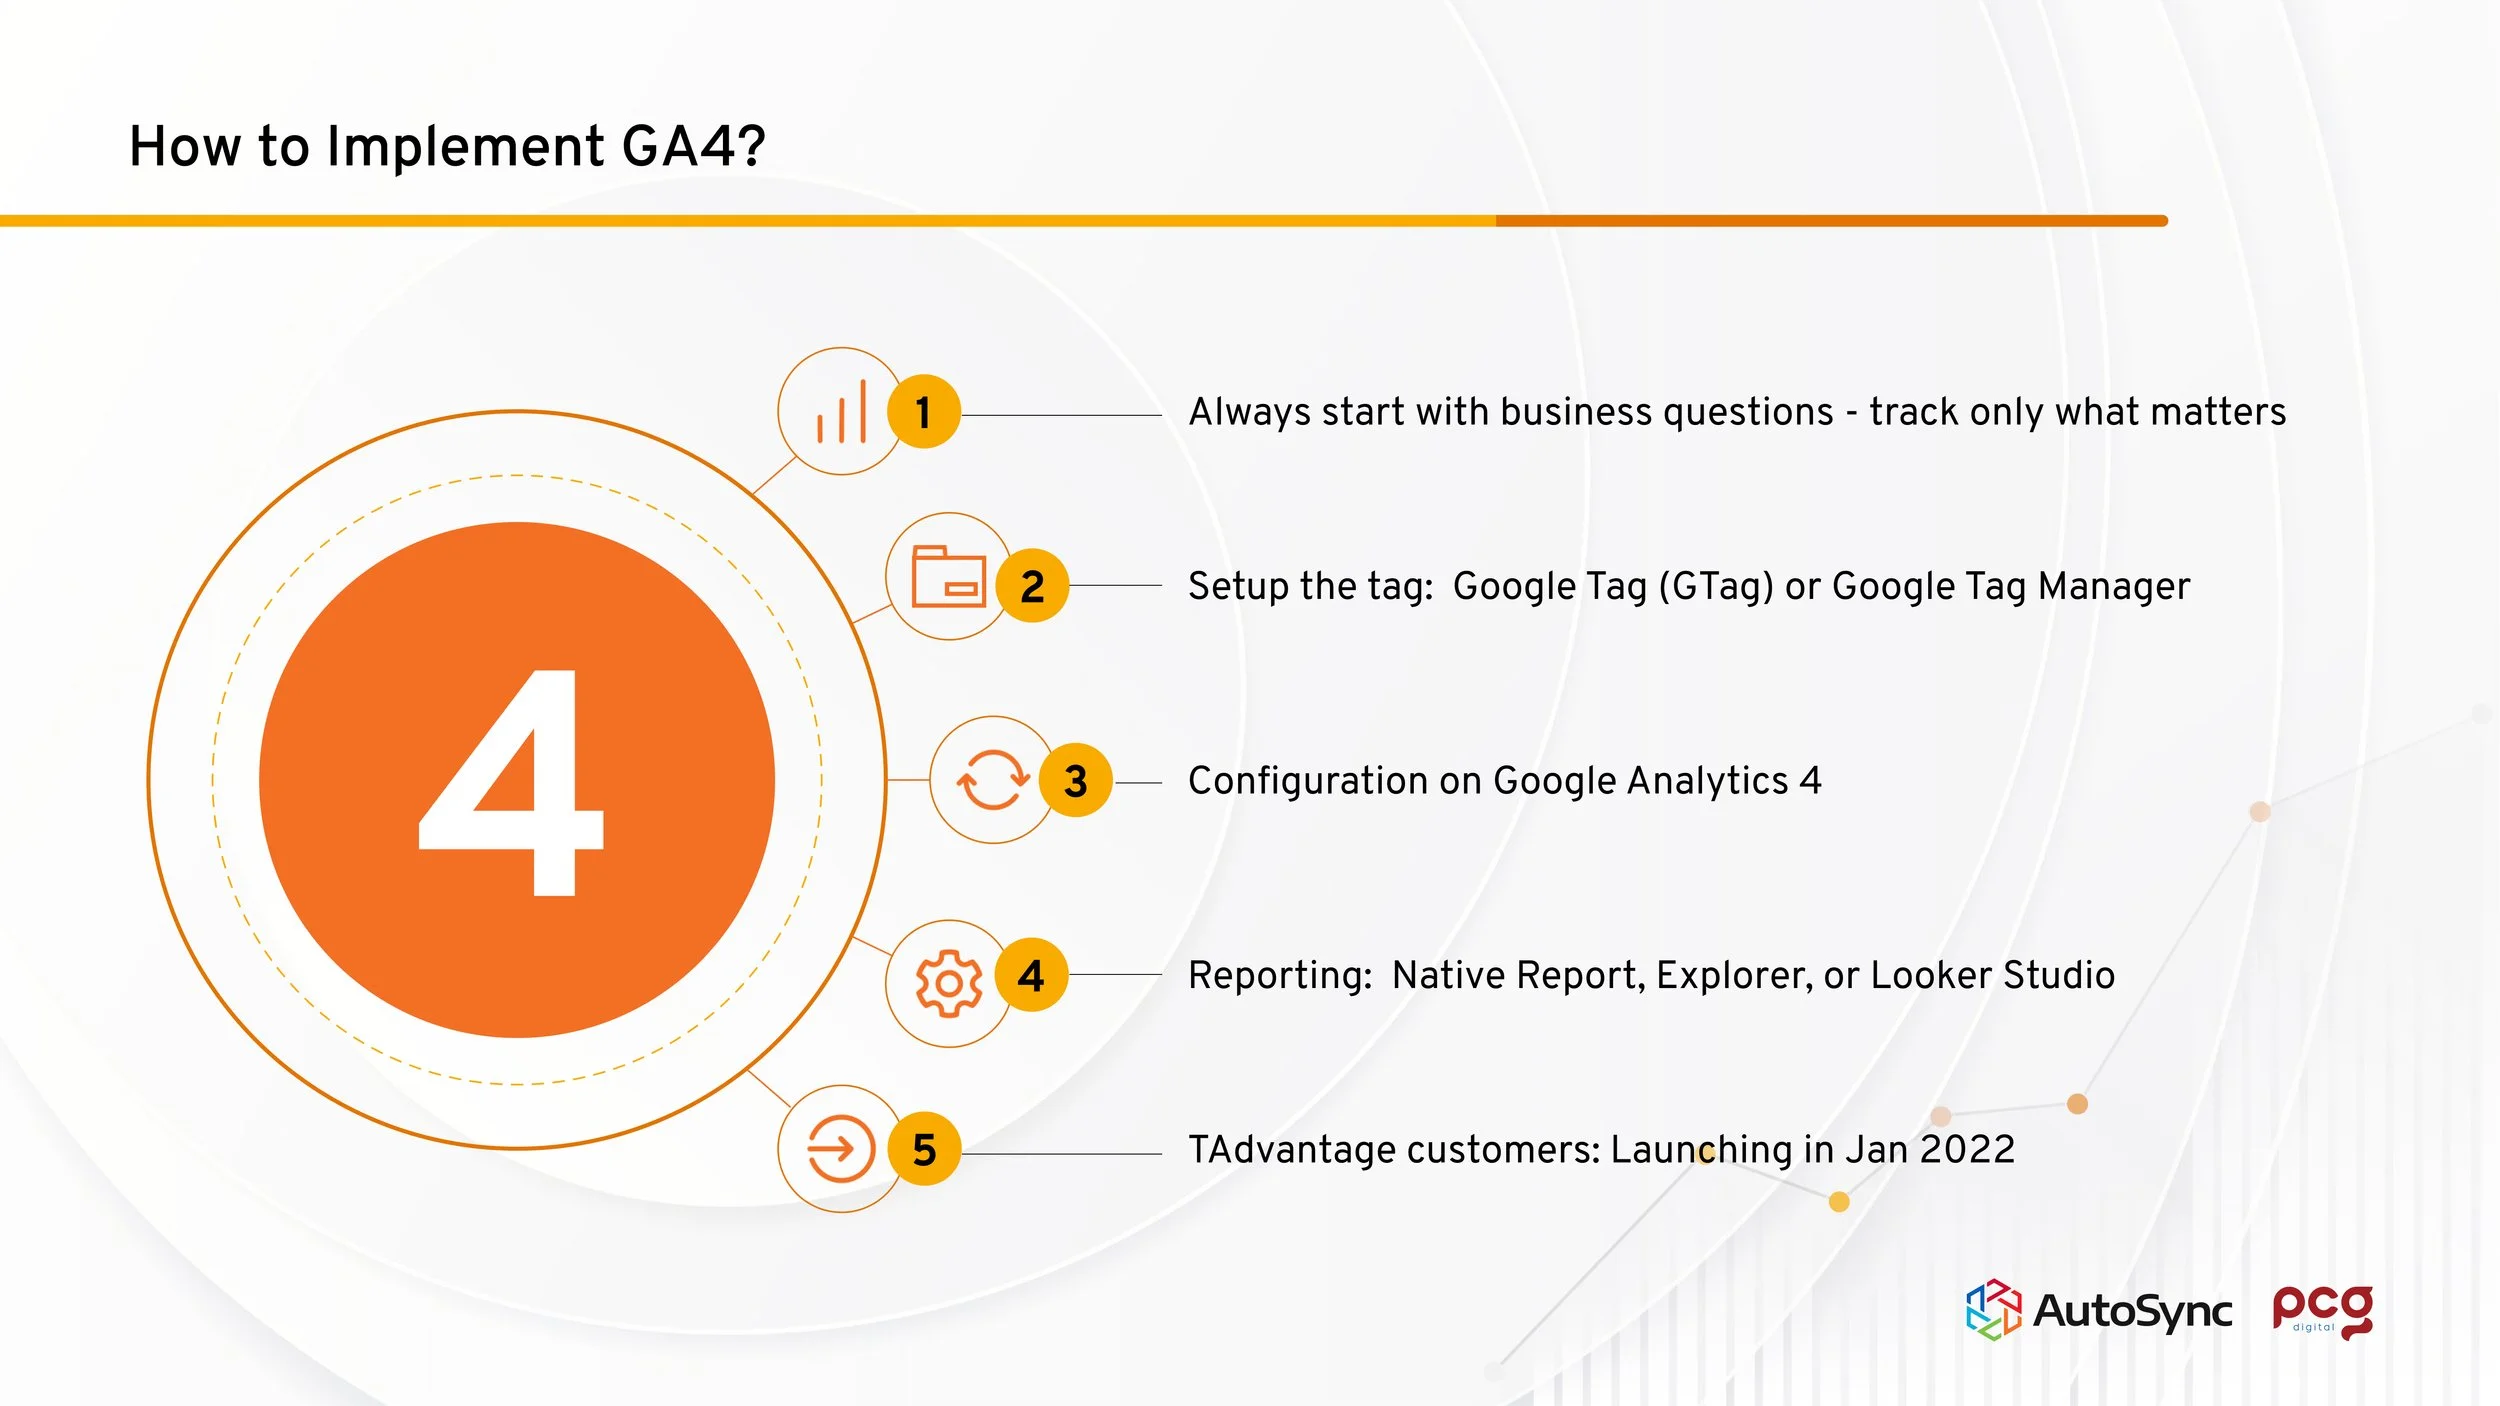 How to Implement GA4?
4
1
Always start with business questions - track only what matters
2
Setup the tag:  Google Tag (GTag) or Google Tag Manager
3
Configuration on Google Analytics 4
4
Reporting:  Native Report, Explorer, or Looker Studio
5
TAdvantage customers: Launching in Jan 2022
AutoSync
pcg
digital